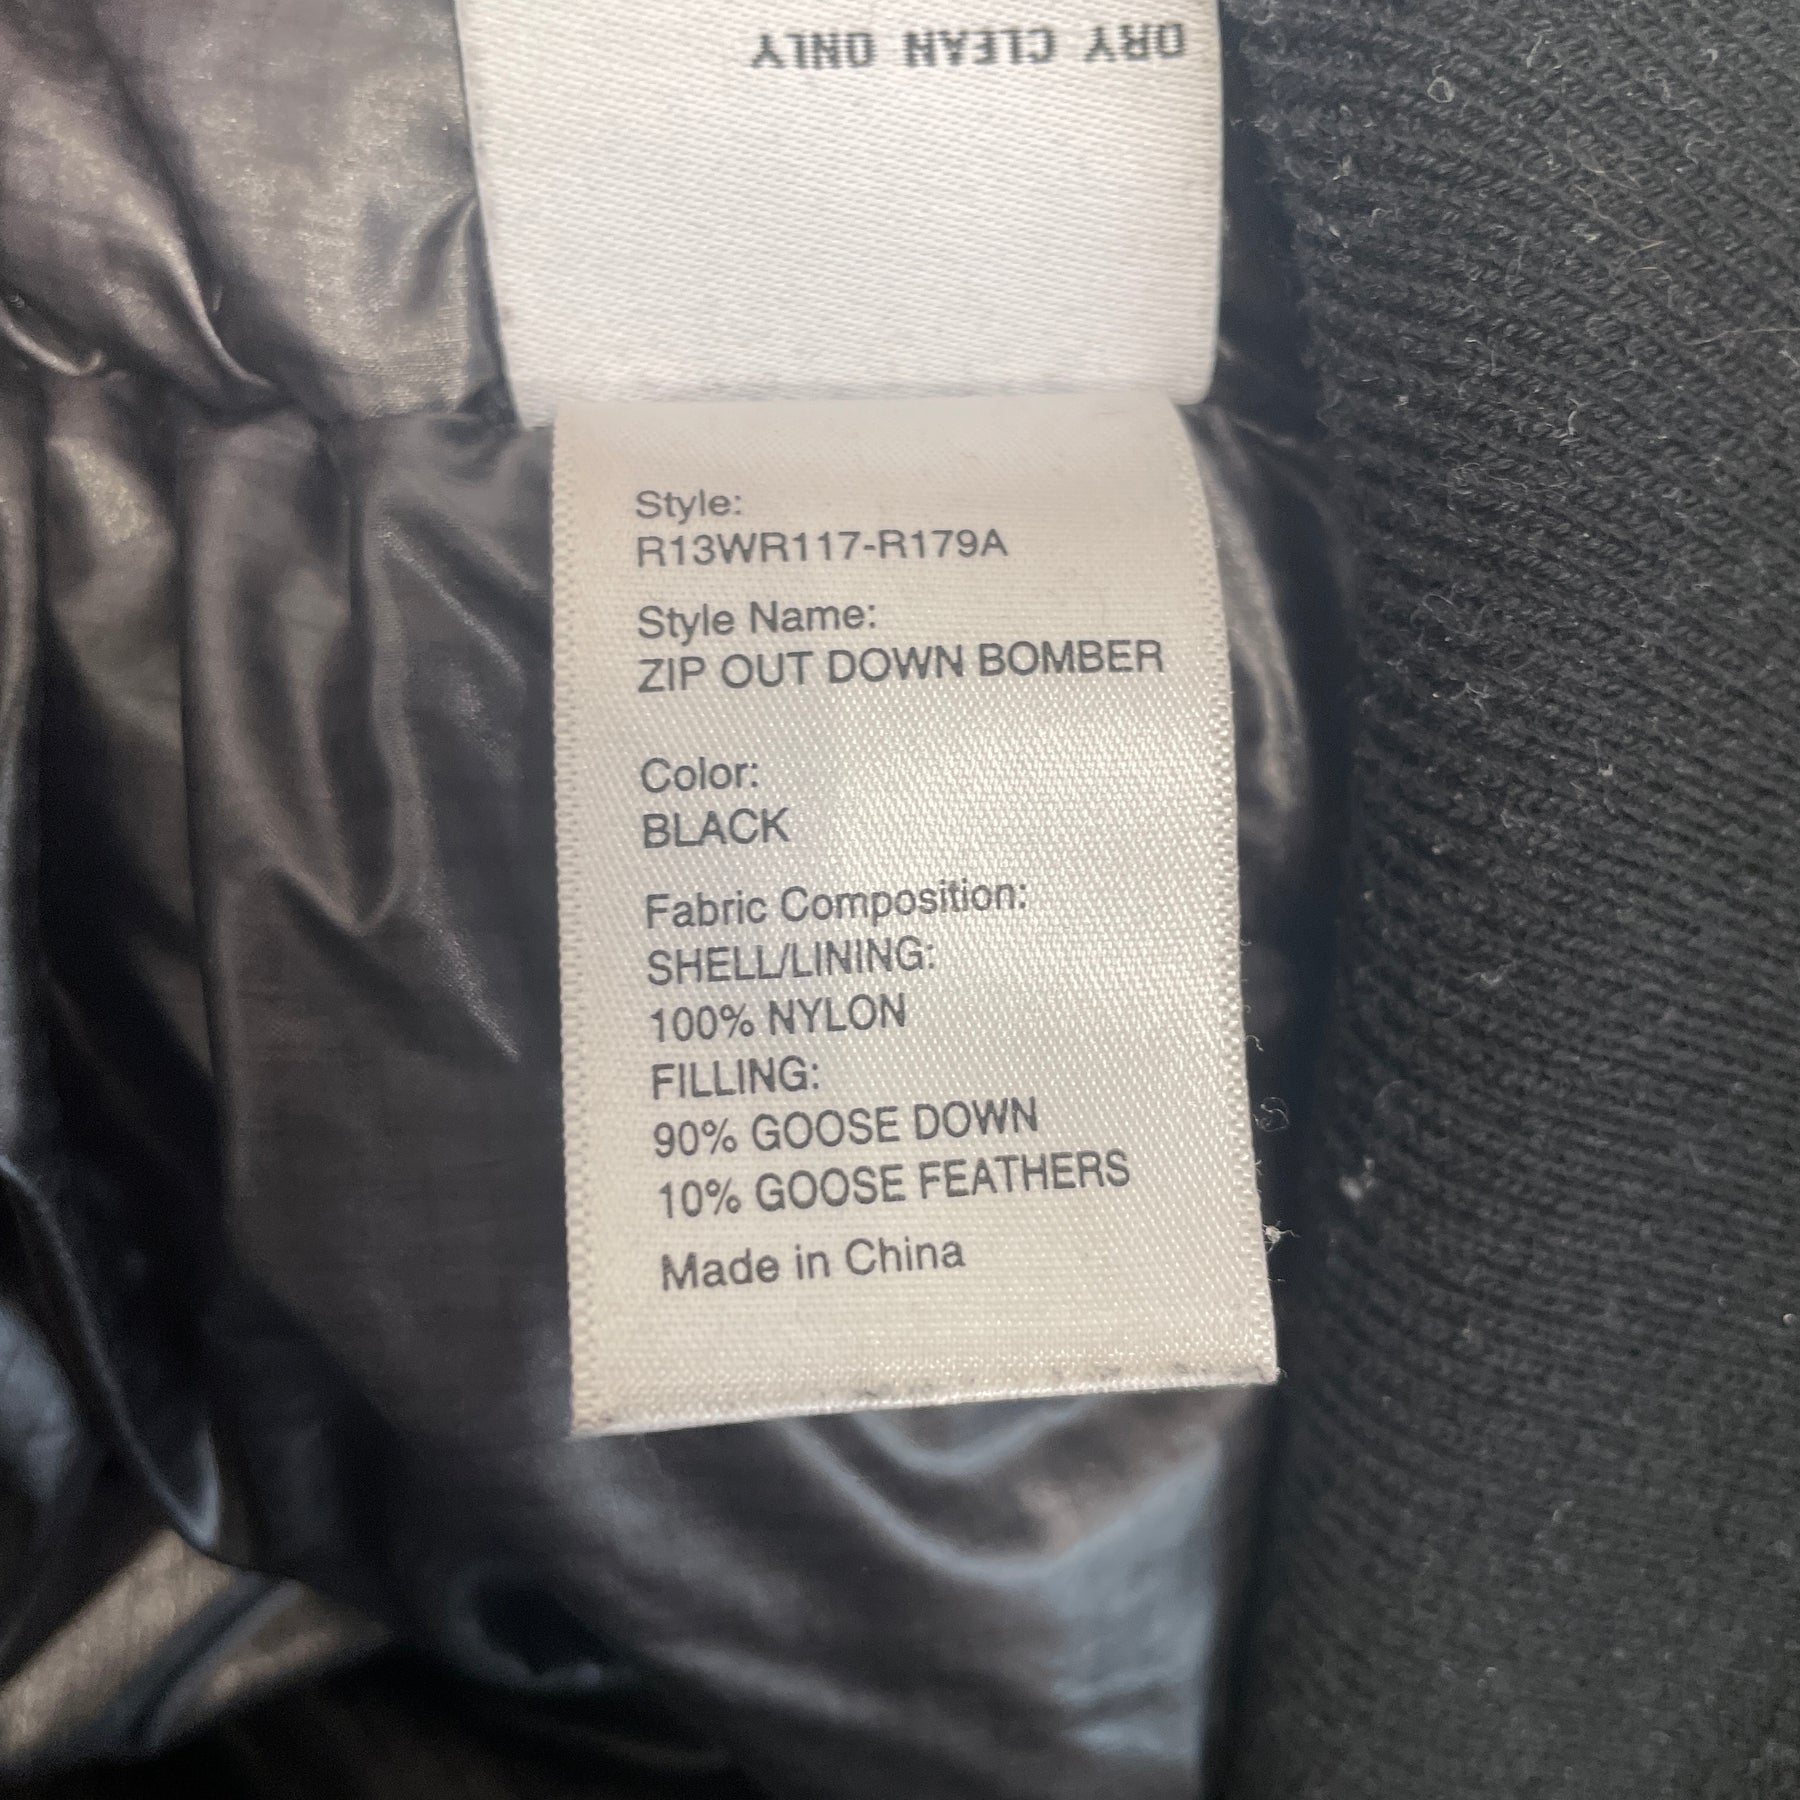 DRY CLEAN ONLY
Style:
R13WR117-R179A
Style Name:
ZIP OUT DOWN BOMBER
Color:
BLACK
Fabric Composition:
SHELL/LINING:
100% NYLON
FILLING:
90% GOOSE DOWN
10% GOOSE FEATHERS
Made in China